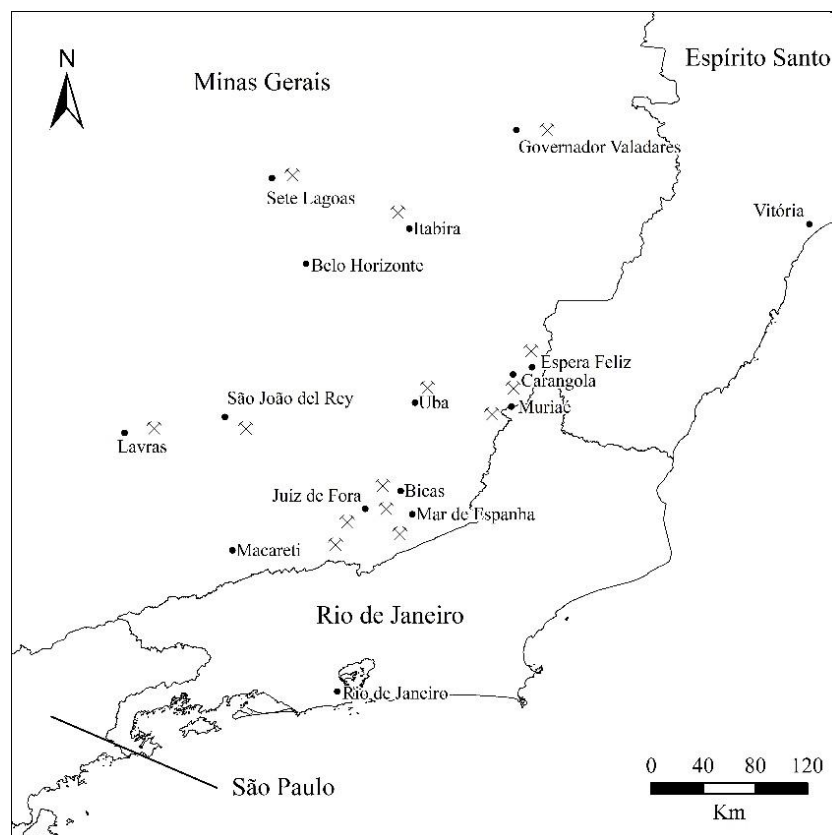 N
Minas Gerais
Espírito Santo
Governador Valadares
Sete Lagoas
Itabira
Vitória
Belo Horizonte
Espera Feliz
Carangola
São João del Rey
Uba
Muriaé
Lavras
Bicas
Juiz de Fora
Mar de Espanha
Macareti
Rio de Janeiro
Rio de Janeiro
São Paulo
0 40 80 120
Km